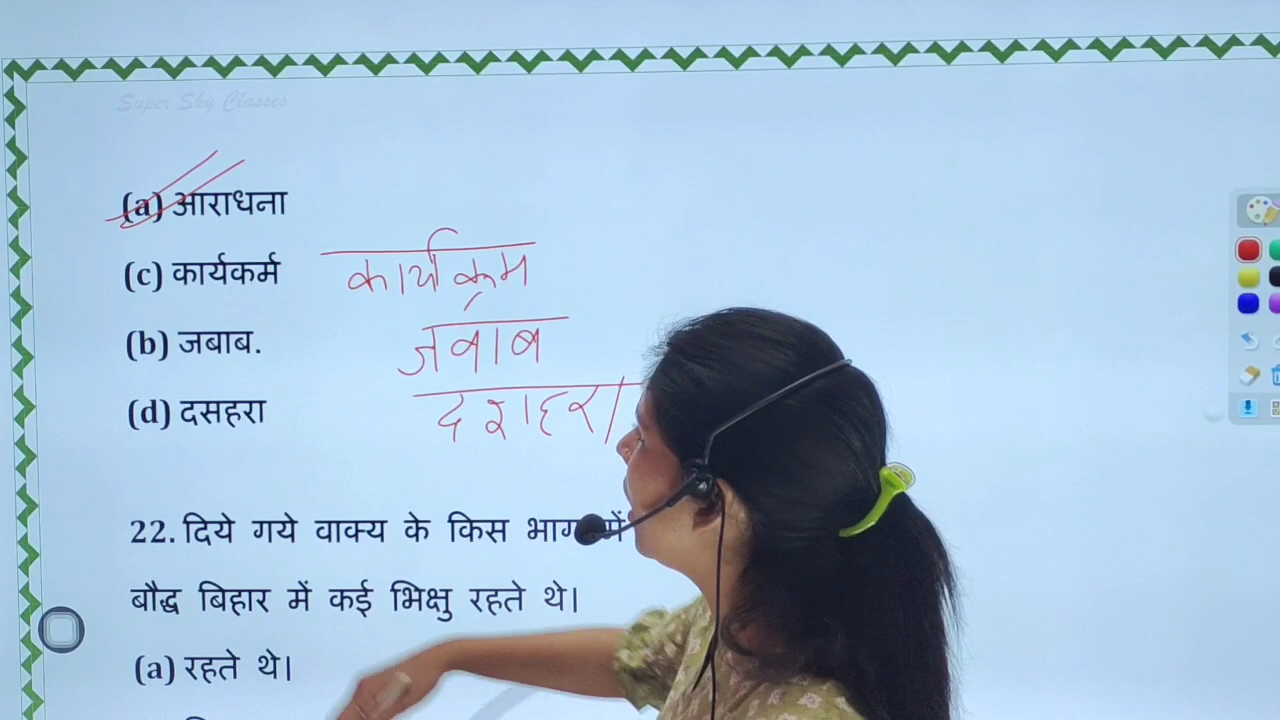 Super Sky Classes
(a) आराधना
(c) कार्यकर्म कार्यक्रम
(b) जबाब. जवाब
(d) दसहरा दशहरा
22. दिये गये वाक्य के किस भाग में
बौद्ध बिहार में कई भिक्षु रहते थे।
(a) रहते थे।